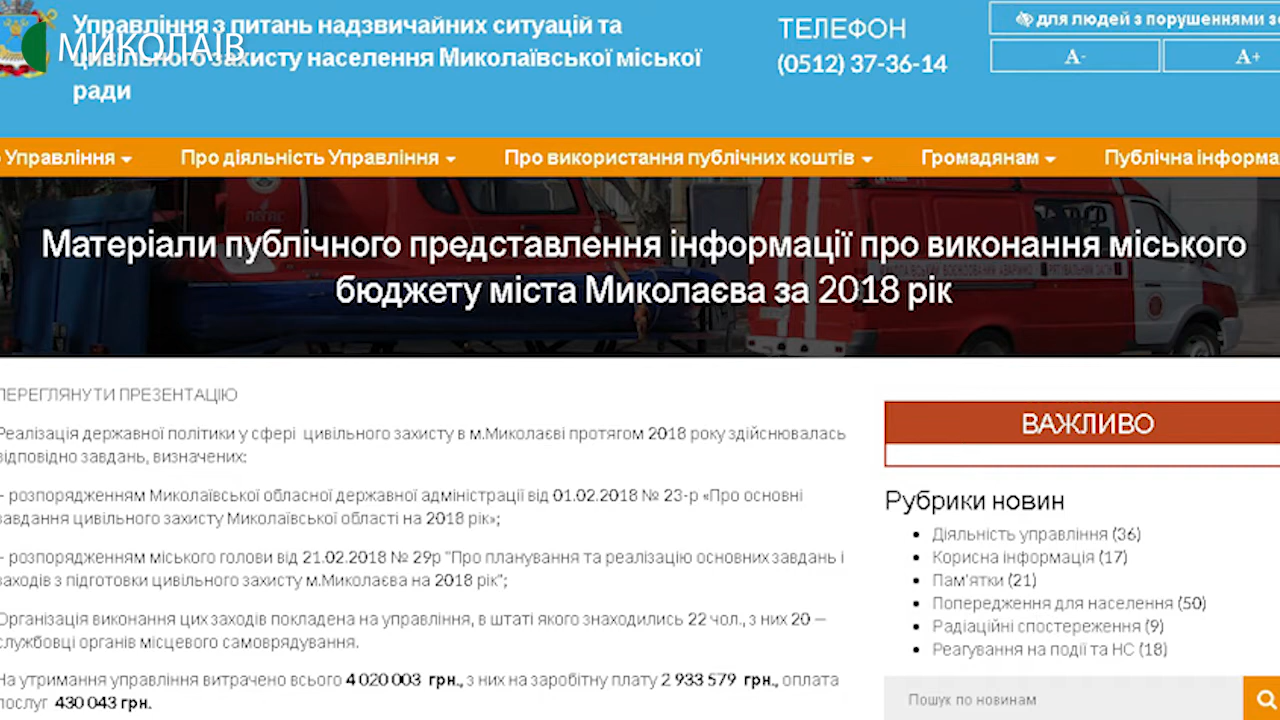 Управління з питань надзвичайних ситуацій та
цивільного захисту населення Миколаївської міської
ради
МИКОЛАЇВ
ТЕЛЕФОН
(0512) 37-36-14
для людей з порушеннями
A-
A+
Управління
Про діяльність Управління
Про використання публічних коштів
Громадянам
Публічна інформа
ПЕГАС
Матеріали публічного представлення інформації про виконання міського
бюджету міста Миколаєва за 2018 рік
ПЕРЕГЛЯНУТИ ПРЕЗЕНТАЦІЮ
Реалізація державної політики у сфері цивільного захисту в м.Миколаєві протягом 2018 року здійснювалась
відповідно завдань, визначених:
- розпорядженням Миколаївської обласної державної адміністрації від 01.02.2018 № 23-р «Про основні
завдання цивільного захисту Миколаївської області на 2018 рік»;
- розпорядженням міського голови від 21.02.2018 № 29р "Про планування та реалізацію основних завдань і
заходів з підготовки цивільного захисту м.Миколаєва на 2018 рік";
Організація виконання цих заходів покладена на управління, в штаті якого знаходились 22 чол., з них 20 —
службовці органів місцевого самоврядування.
На утримання управління витрачено всього 4 020 003 грн., з них на заробітну плату 2 933 579 грн., оплата
послуг 430 043 грн.
ВАЖЛИВО
Рубрики новин
Діяльність управління (36)
Корисна інформація (17)
Пам'ятки (21)
Попередження для населення (50)
Радіаційні спостереження (9)
Реагування на події та НС (18)
Пошук по новинам